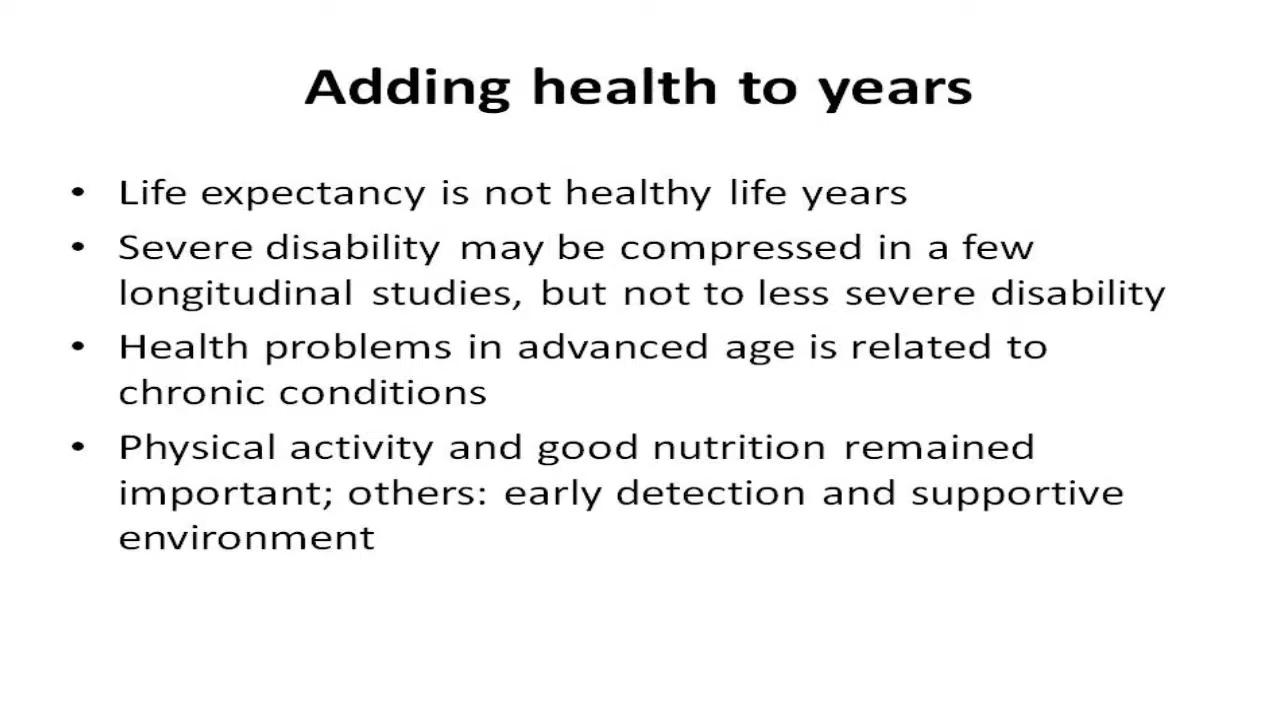 Adding health to years
• Life expectancy is not healthy life years
• Severe disability may be compressed in a few
longitudinal studies, but not to less severe disability
• Health problems in advanced age is related to
chronic conditions
• Physical activity and good nutrition remained
important; others: early detection and supportive
environment